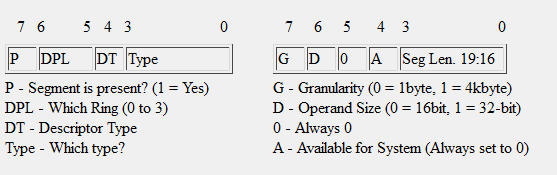 7 6 5 4 3 0
P DPL DT Type
P - Segment is present? (1 = Yes)
DPL - Which Ring (0 to 3)
DT - Descriptor Type
Type - Which type?
7 6 5 4 3 0
G D 0 A Seg Len. 19:16
G - Granularity (0 = 1byte, 1 = 4kbyte)
D - Operand Size (0 = 16bit, 1 = 32-bit)
0 - Always 0
A - Available for System (Always set to 0)